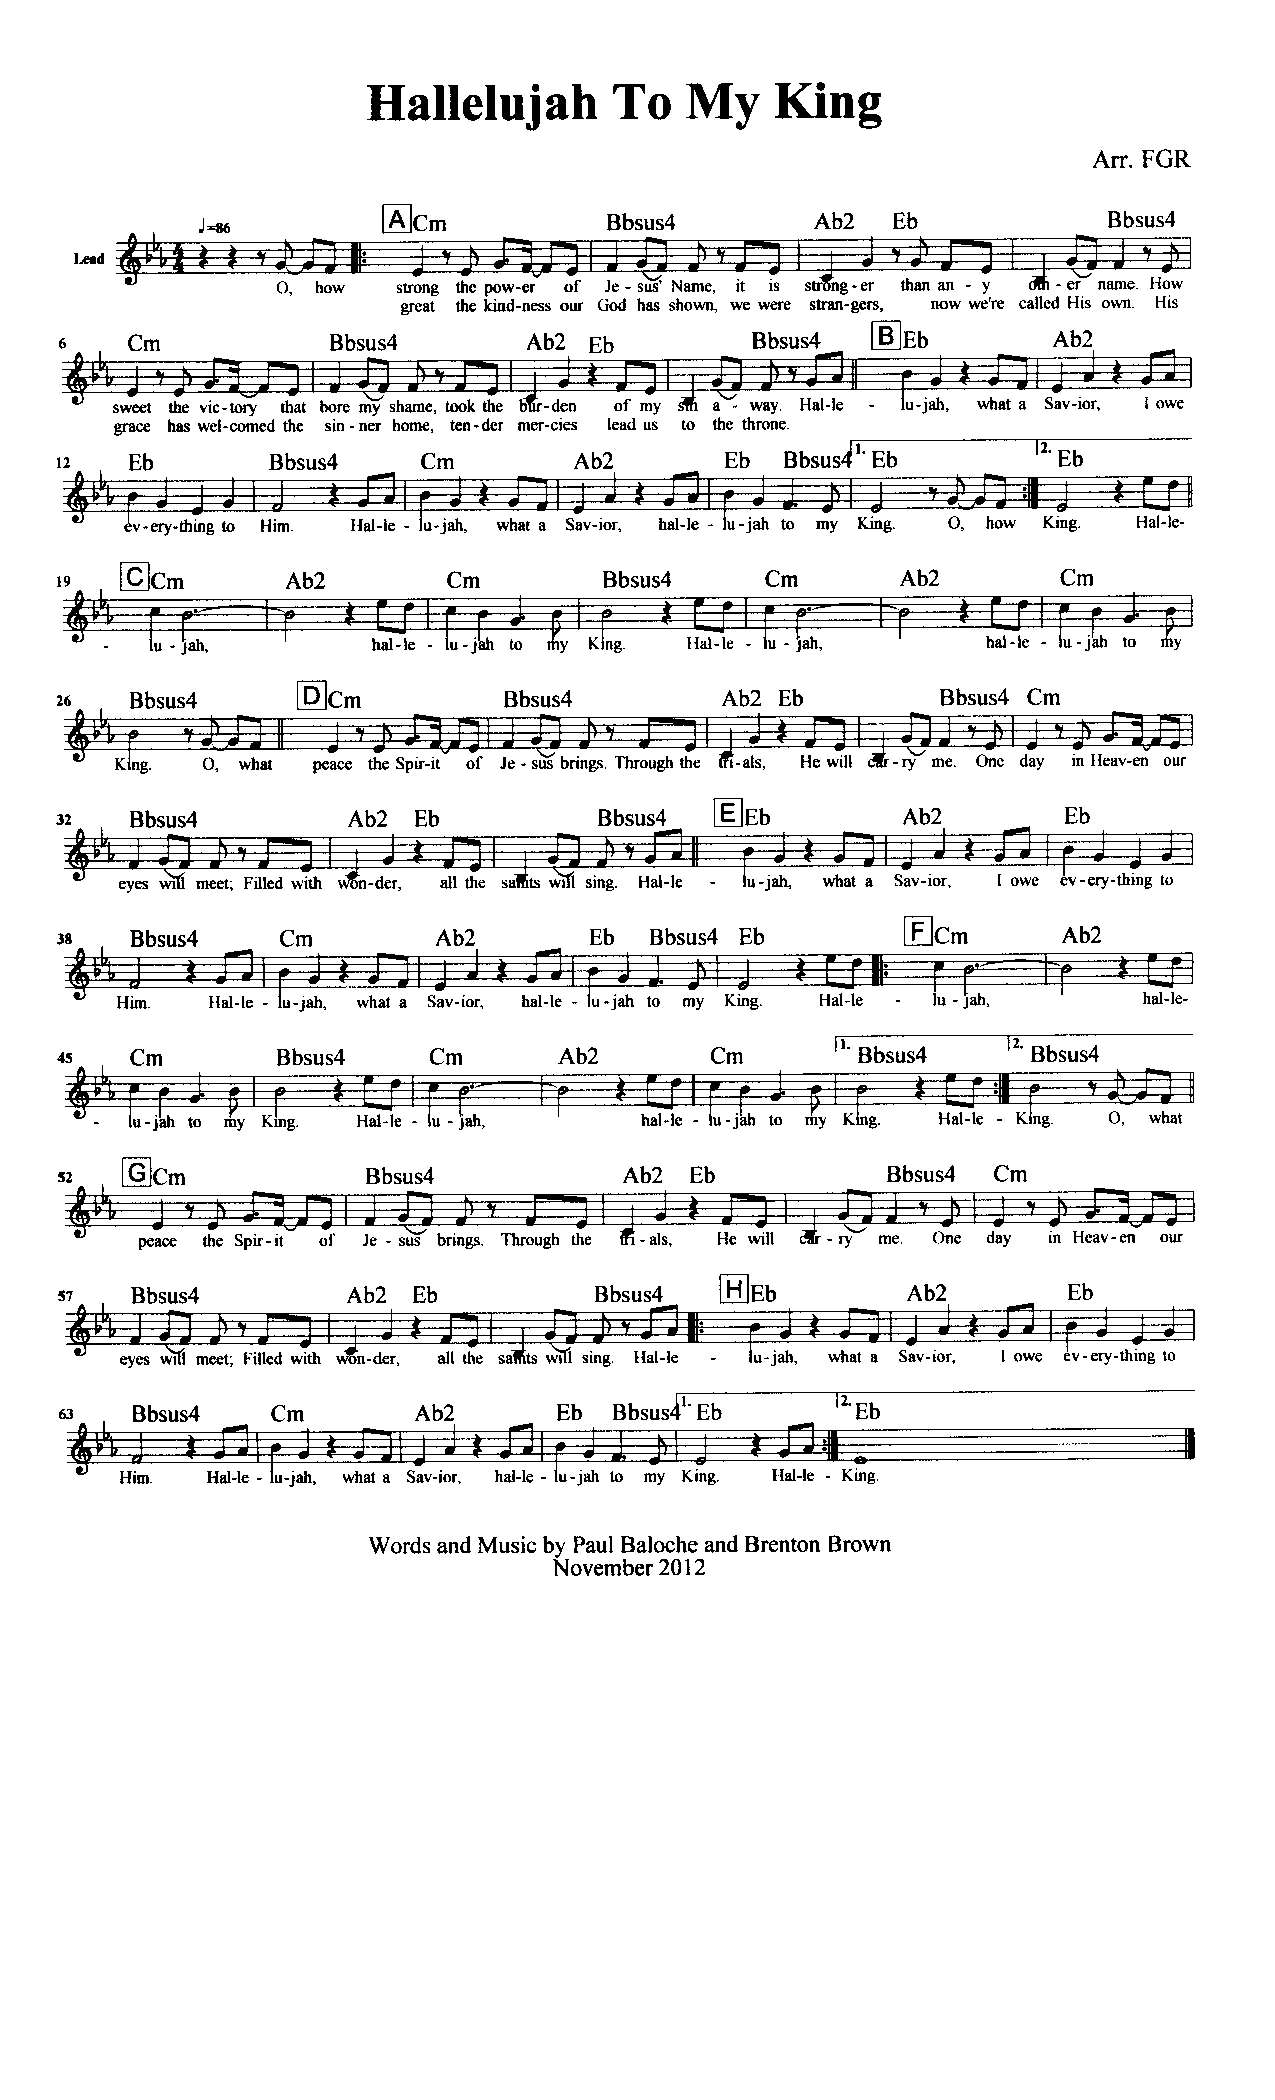 Hallelujah To My King
Arr. FGR
♩=86
A Cm Bbsus4 Ab2 Eb Bbsus4
Lead
O, how strong the pow-er of Je - sus' Name, it is strong-er than an - y oth - er name. How
great the kind-ness our God has shown, we were stran-gers, now we're called His own. His
6 Cm Bbsus4 Ab2 Eb Bbsus4 B Eb Ab2
sweet the vic-tory that bore my shame, took the bur-den of my sin a - way. Hal-le - lu-jah, what a Sav-ior, I owe
grace has wel-comed the sin-ner home, ten-der mer-cies lead us to the throne.
12 Eb Bbsus4 Cm Ab2 Eb Bbsus4 1. Eb 2. Eb
ev-ery-thing to Him. Hal-le - lu-jah, what a Sav-ior, hal-le - lu-jah to my King. O, how King. Hal-le-
19 C Cm Ab2 Cm Bbsus4 Cm Ab2 Cm
- lu - jah, hal-le - lu-jah to my King. Hal-le - lu - jah, hal-le - lu-jah to my
26 Bbsus4 D Cm Bbsus4 Ab2 Eb Bbsus4 Cm
King. O, what peace the Spir-it of Je - sus brings. Through the tri-als, He will car-ry me. One day in Heav-en our
32 Bbsus4 Ab2 Eb Bbsus4 E Eb Ab2 Eb
eyes will meet; Filled with won-der, all the saints will sing. Hal-le - lu-jah, what a Sav-ior, I owe ev-ery-thing to
38 Bbsus4 Cm Ab2 Eb Bbsus4 Eb F Cm Ab2
Him. Hal-le - lu-jah, what a Sav-ior, hal-le - lu-jah to my King. Hal-le - lu - jah, hal-le-
45 Cm Bbsus4 Cm Ab2 Cm 1. Bbsus4 2. Bbsus4
- lu-jah to my King. Hal-le - lu - jah, hal-le - lu-jah to my King. Hal-le - King. O, what
52 G Cm Bbsus4 Ab2 Eb Bbsus4 Cm
peace the Spir-it of Je - sus brings. Through the tri-als, He will car-ry me. One day in Heav-en our
57 Bbsus4 Ab2 Eb Bbsus4 H Eb Ab2 Eb
eyes will meet; Filled with won-der, all the saints will sing. Hal-le - lu-jah, what a Sav-ior, I owe ev-ery-thing to
63 Bbsus4 Cm Ab2 Eb Bbsus4 1. Eb 2. Eb
Him. Hal-le - lu-jah, what a Sav-ior, hal-le - lu-jah to my King. Hal-le - King.
Words and Music by Paul Baloche and Brenton Brown
November 2012